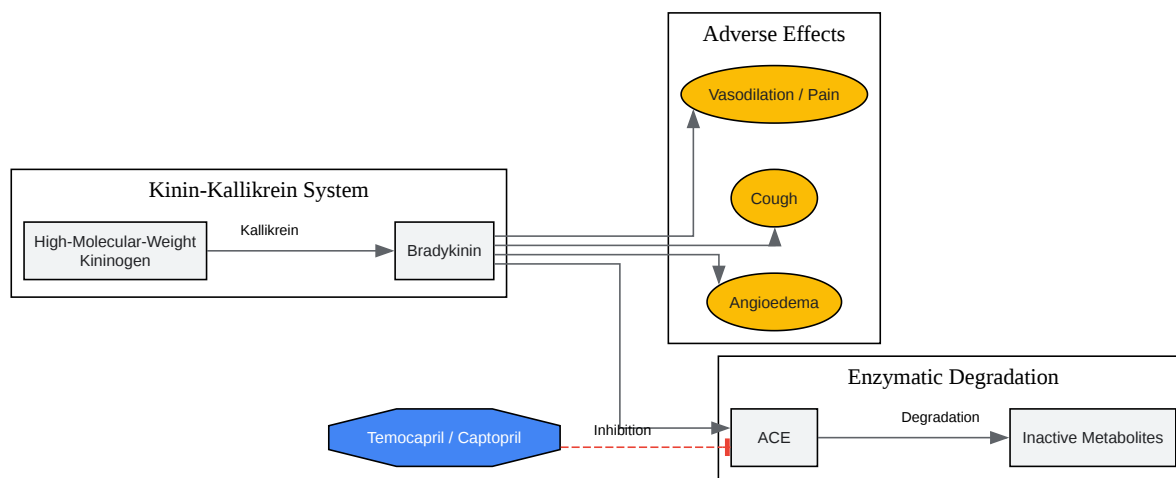 Adverse Effects
Vasodilation / Pain
Kinin-Kallikrein System
Cough
High-Molecular-Weight
Kininogen
Kallikrein
Bradykinin
Angioedema
Enzymatic Degradation
Temocapril / Captopril
Inhibition
ACE
Degradation
Inactive Metabolites